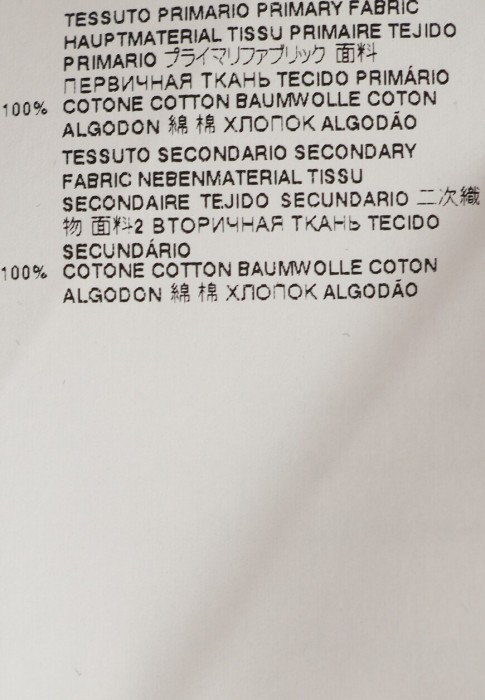 TESSUTO PRIMARIO PRIMARY FABRIC
HAUPTMATERIAL TISSU PRIMAIRE TEJIDO
PRIMARIO プライマリファブリック 面料
ПЕРВИЧНАЯ ТКАНЬ TECIDO PRIMÁRIO
100% COTONE COTTON BAUMWOLLE COTON
ALGODON 綿 棉 ХЛОПОК ALGODÃO
TESSUTO SECONDARIO SECONDARY
FABRIC NEBENMATERIAL TISSU
SECONDAIRE TEJIDO SECUNDARIO 二次織
物 面料2 ВТОРИЧНАЯ ТКАНЬ TECIDO
SECUNDÁRIO
100% COTONE COTTON BAUMWOLLE COTON
ALGODON 綿 棉 ХЛОПОК ALGODÃO